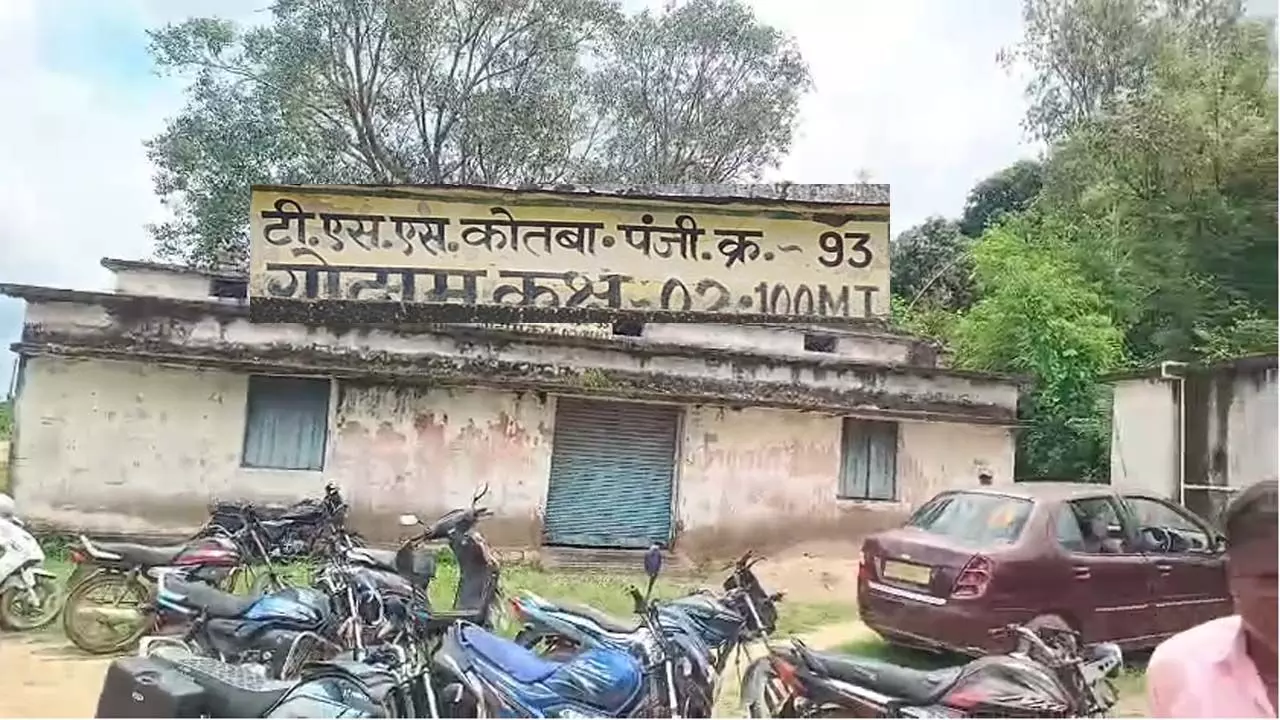 टी.एस.एस.कोतबा•पंजी.क्र.- 93
गोदाम कक्ष-02•100MT